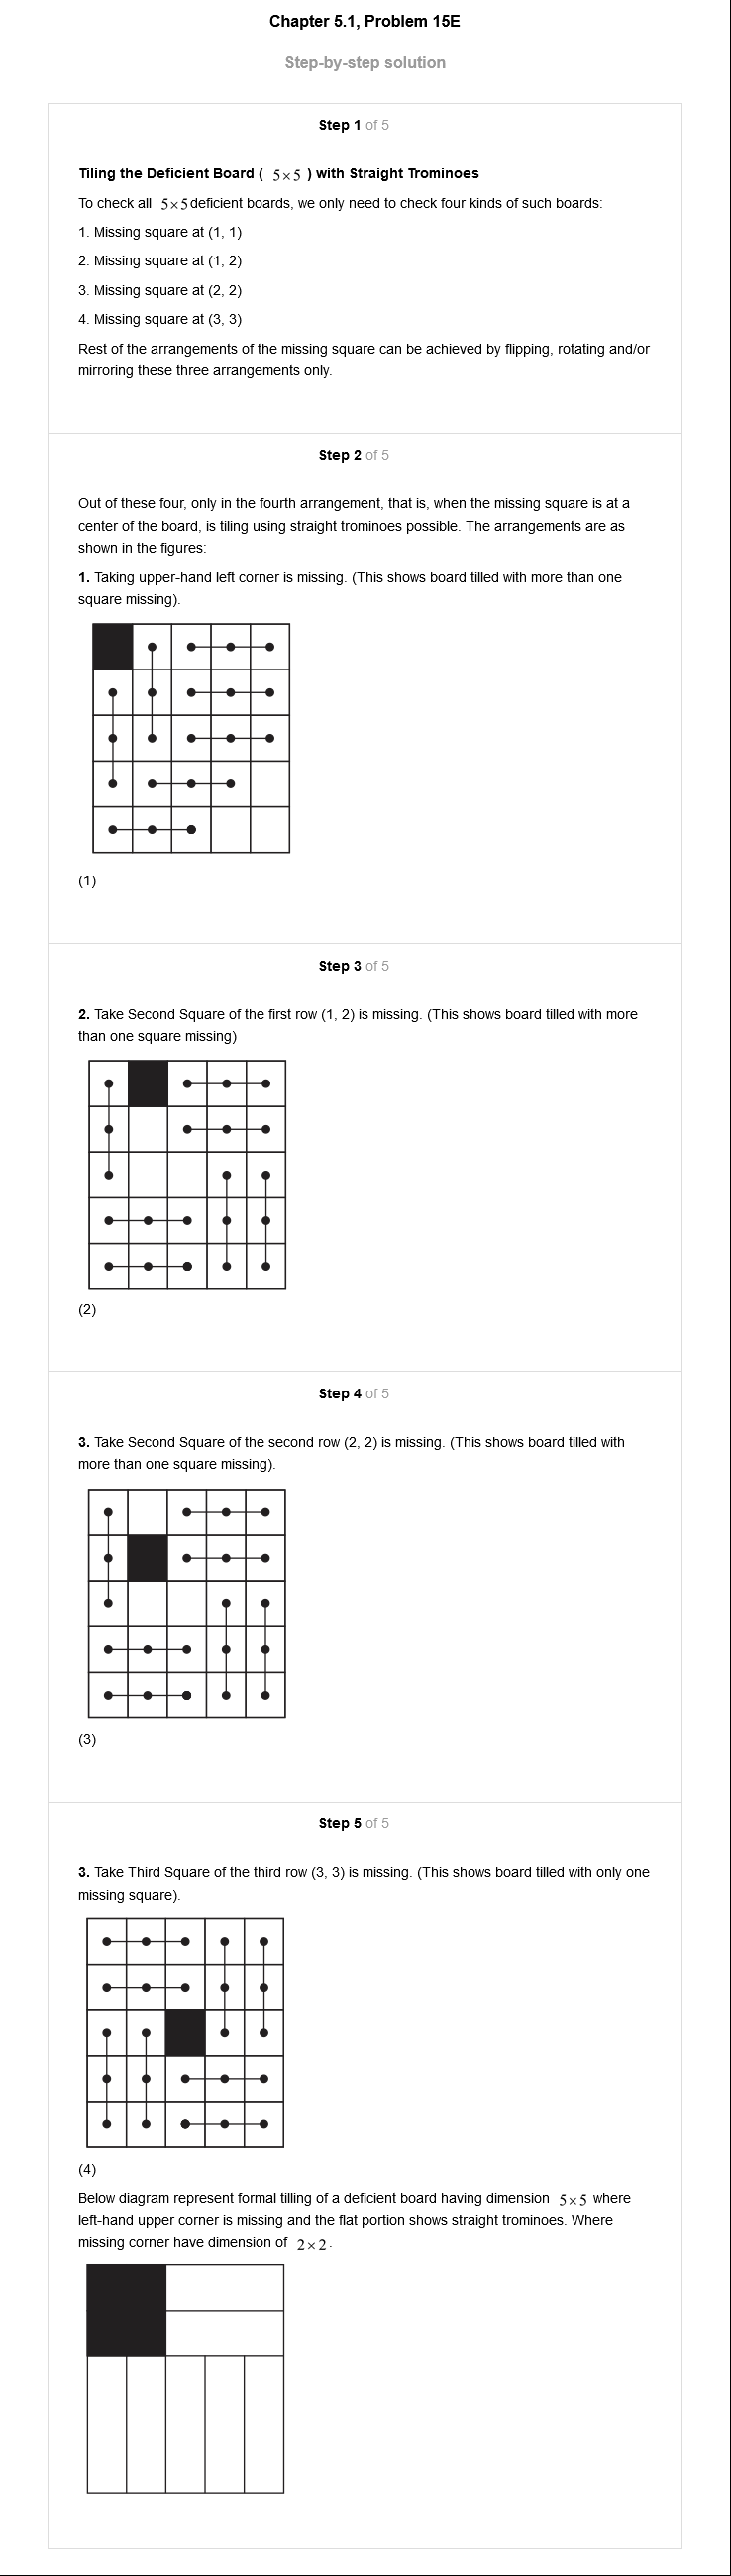 Chapter 5.1, Problem 15E
Step-by-step solution
Step 1 of 5
Tiling the Deficient Board ( 5×5 ) with Straight Trominoes
To check all 5×5 deficient boards, we only need to check four kinds of such boards:
1. Missing square at (1, 1)
2. Missing square at (1, 2)
3. Missing square at (2, 2)
4. Missing square at (3, 3)
Rest of the arrangements of the missing square can be achieved by flipping, rotating and/or
mirroring these three arrangements only.
Step 2 of 5
Out of these four, only in the fourth arrangement, that is, when the missing square is at a
center of the board, is tiling using straight trominoes possible. The arrangements are as
shown in the figures:
1. Taking upper-hand left corner is missing. (This shows board tilled with more than one
square missing).
(1)
Step 3 of 5
2. Take Second Square of the first row (1, 2) is missing. (This shows board tilled with more
than one square missing)
(2)
Step 4 of 5
3. Take Second Square of the second row (2, 2) is missing. (This shows board tilled with
more than one square missing).
(3)
Step 5 of 5
3. Take Third Square of the third row (3, 3) is missing. (This shows board tilled with only one
missing square).
(4)
Below diagram represent formal tilling of a deficient board having dimension 5×5 where
left-hand upper corner is missing and the flat portion shows straight trominoes. Where
missing corner have dimension of 2×2.